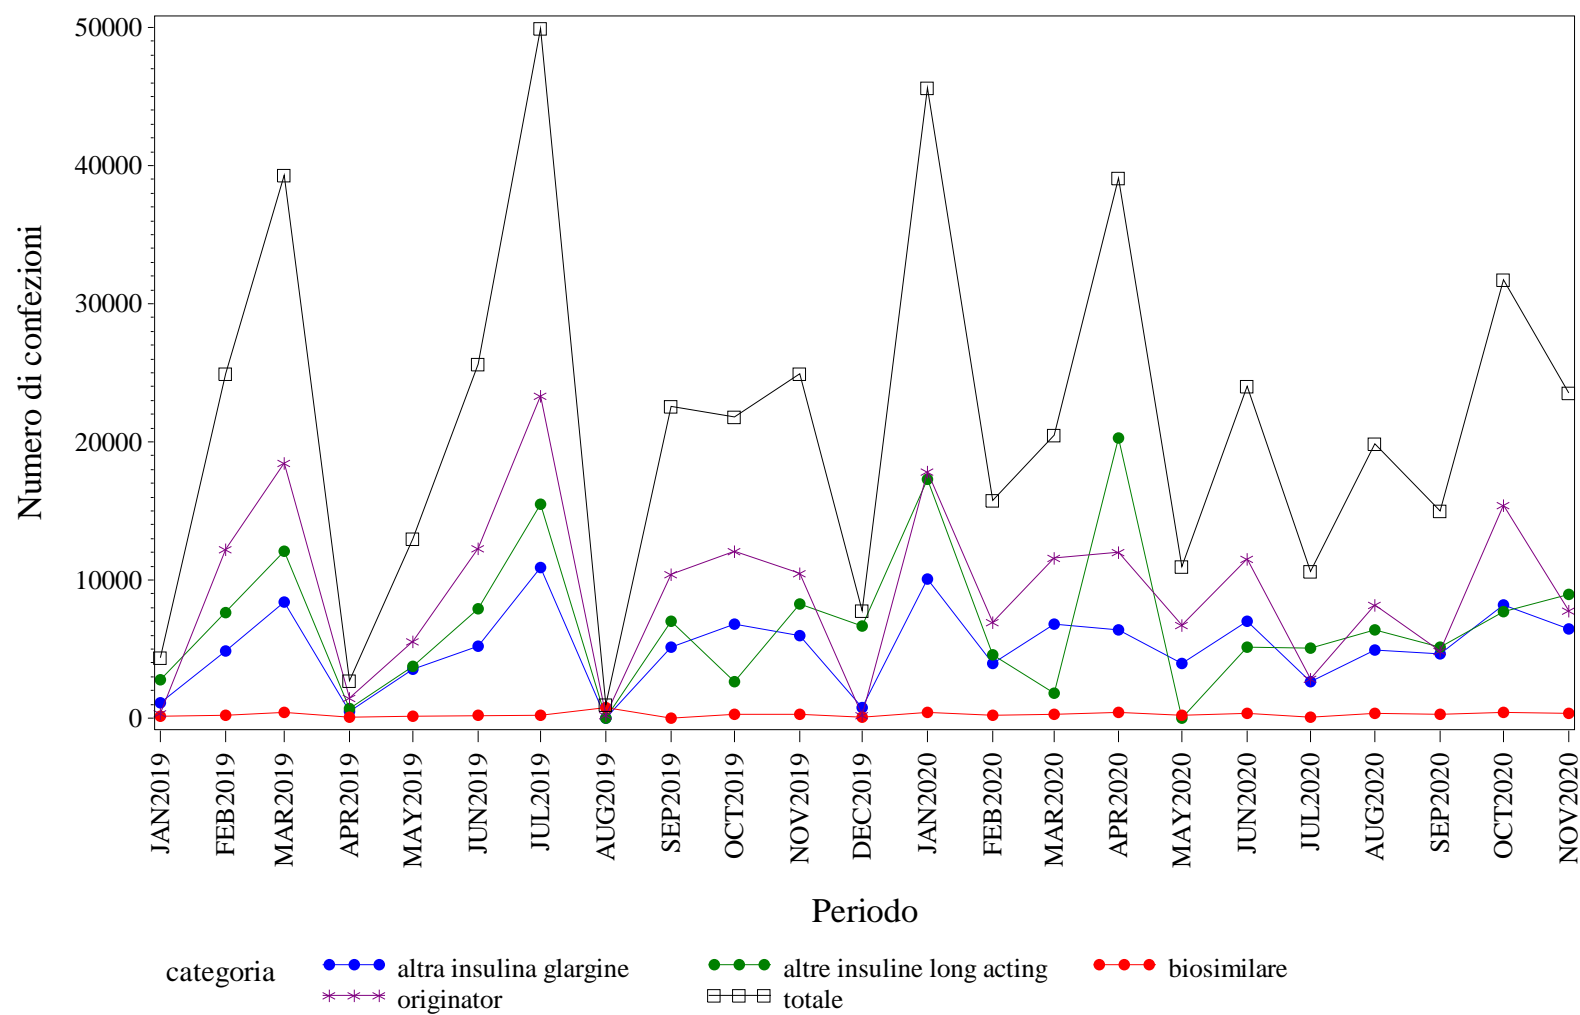 Numero di confezioni
50000
40000
30000
20000
10000
0
JAN2019
FEB2019
MAR2019
APR2019
MAY2019
JUN2019
JUL2019
AUG2019
SEP2019
OCT2019
NOV2019
DEC2019
JAN2020
FEB2020
MAR2020
APR2020
MAY2020
JUN2020
JUL2020
AUG2020
SEP2020
OCT2020
NOV2020
Periodo
categoria altra insulina glargine altre insuline long acting biosimilare
originator totale